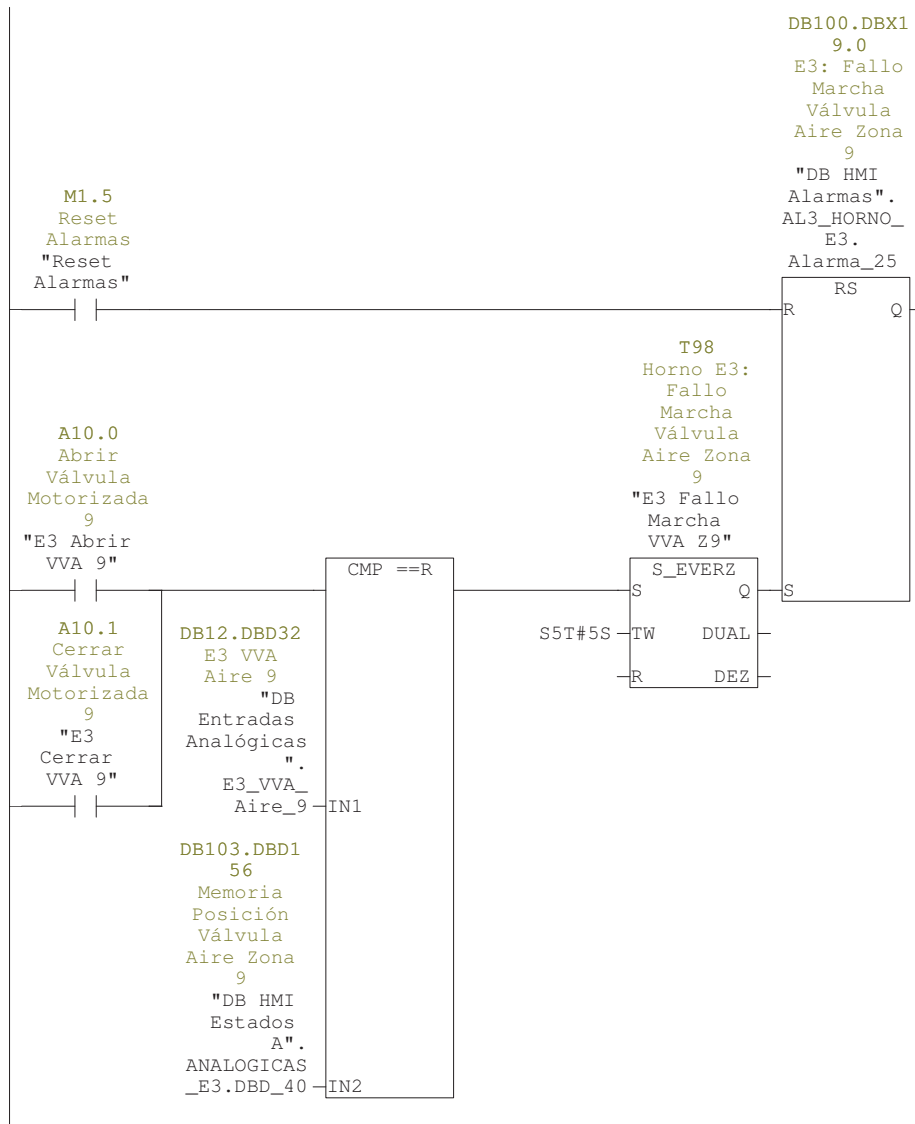 DB100.DBX1
9.0
E3: Fallo
Marcha
Válvula
Aire Zona
9
"DB HMI
Alarmas".
AL3_HORNO_
E3.
Alarma_25
M1.5
Reset
Alarmas
"Reset
Alarmas"
RS
R
Q
T98
Horno E3:
Fallo
Marcha
Válvula
Aire Zona
9
"E3 Fallo
Marcha
VVA Z9"
A10.0
Abrir
Válvula
Motorizada
9
"E3 Abrir
VVA 9"
CMP ==R
S_EVERZ
S
Q
S
A10.1
Cerrar
Válvula
Motorizada
9
"E3
Cerrar
VVA 9"
DB12.DBD32
E3 VVA
Aire 9
"DB
Entradas
Analógicas
".
E3_VVA_
Aire_9
IN1
S5T#5S
TW
DUAL
R
DEZ
DB103.DBD1
56
Memoria
Posición
Válvula
Aire Zona
9
"DB HMI
Estados
A".
ANALOGICAS
_E3.DBD_40
IN2